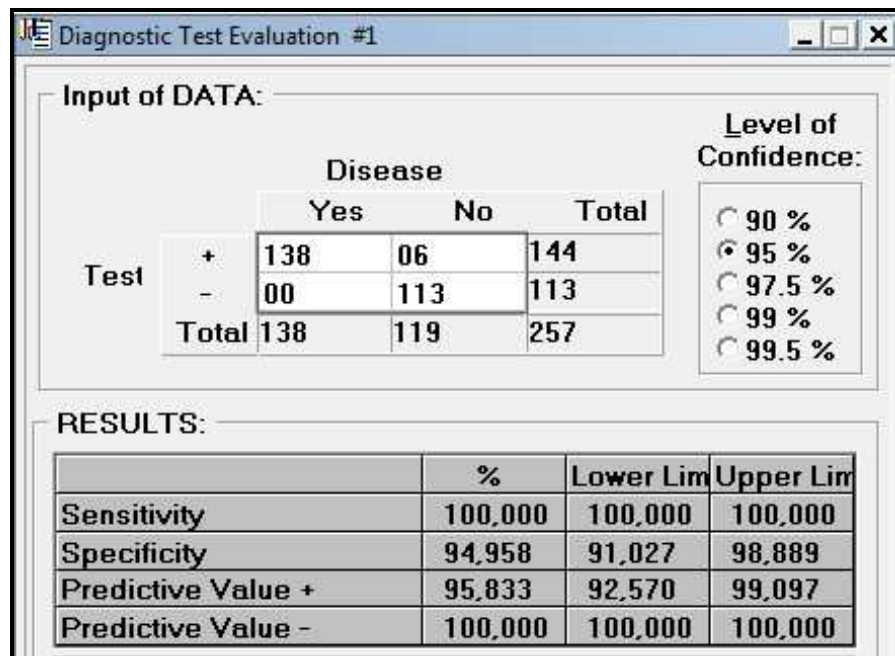 Diagnostic Test Evaluation #1
Input of DATA:
Level of
Confidence:
Disease
Yes No Total
Test
+ 138 06 144
- 00 113 113
Total 138 119 257
90 %
95 %
97.5 %
99 %
99.5 %
RESULTS:
% Lower Lim Upper Lim
Sensitivity 100,000 100,000 100,000
Specificity 94,958 91,027 98,889
Predictive Value + 95,833 92,570 99,097
Predictive Value - 100,000 100,000 100,000